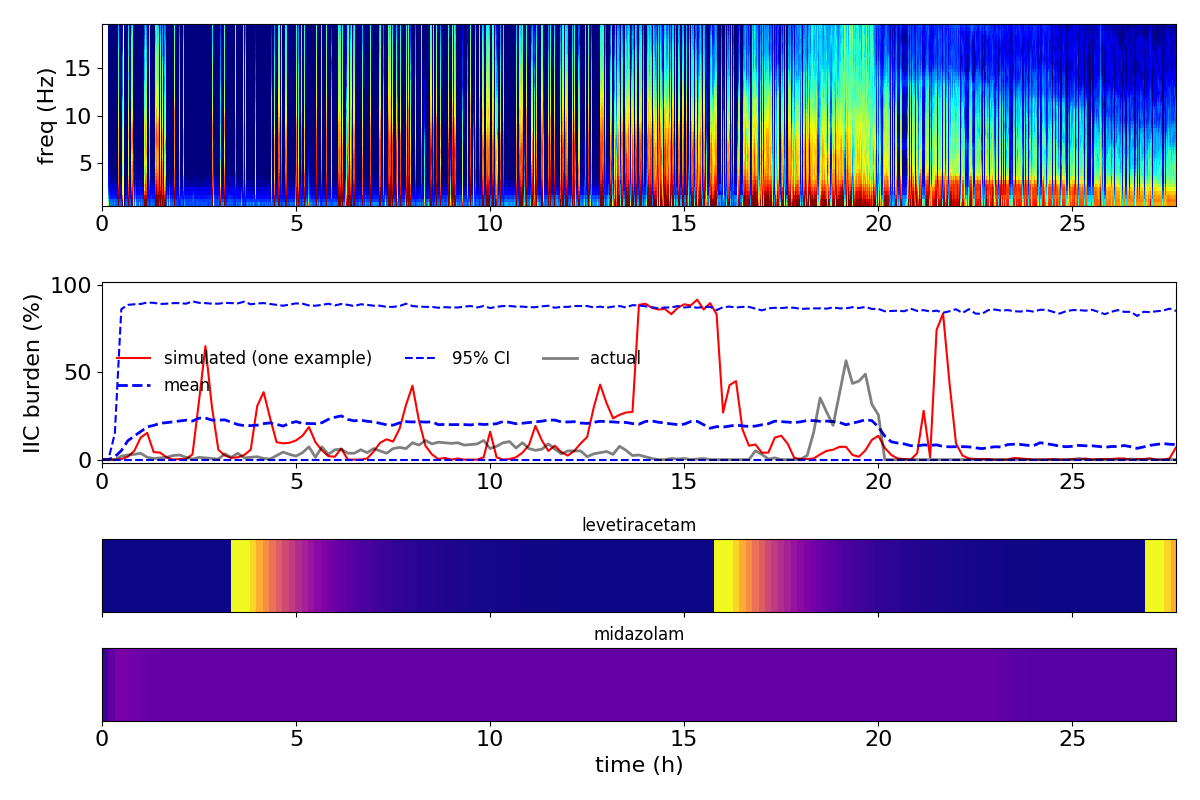 freq (Hz)
15
10
5
0 5 10 15 20 25
IIC burden (%)
100
50
0
simulated (one example) 95% CI actual
mean
0 5 10 15 20 25
levetiracetam
midazolam
0 5 10 15 20 25
time (h)